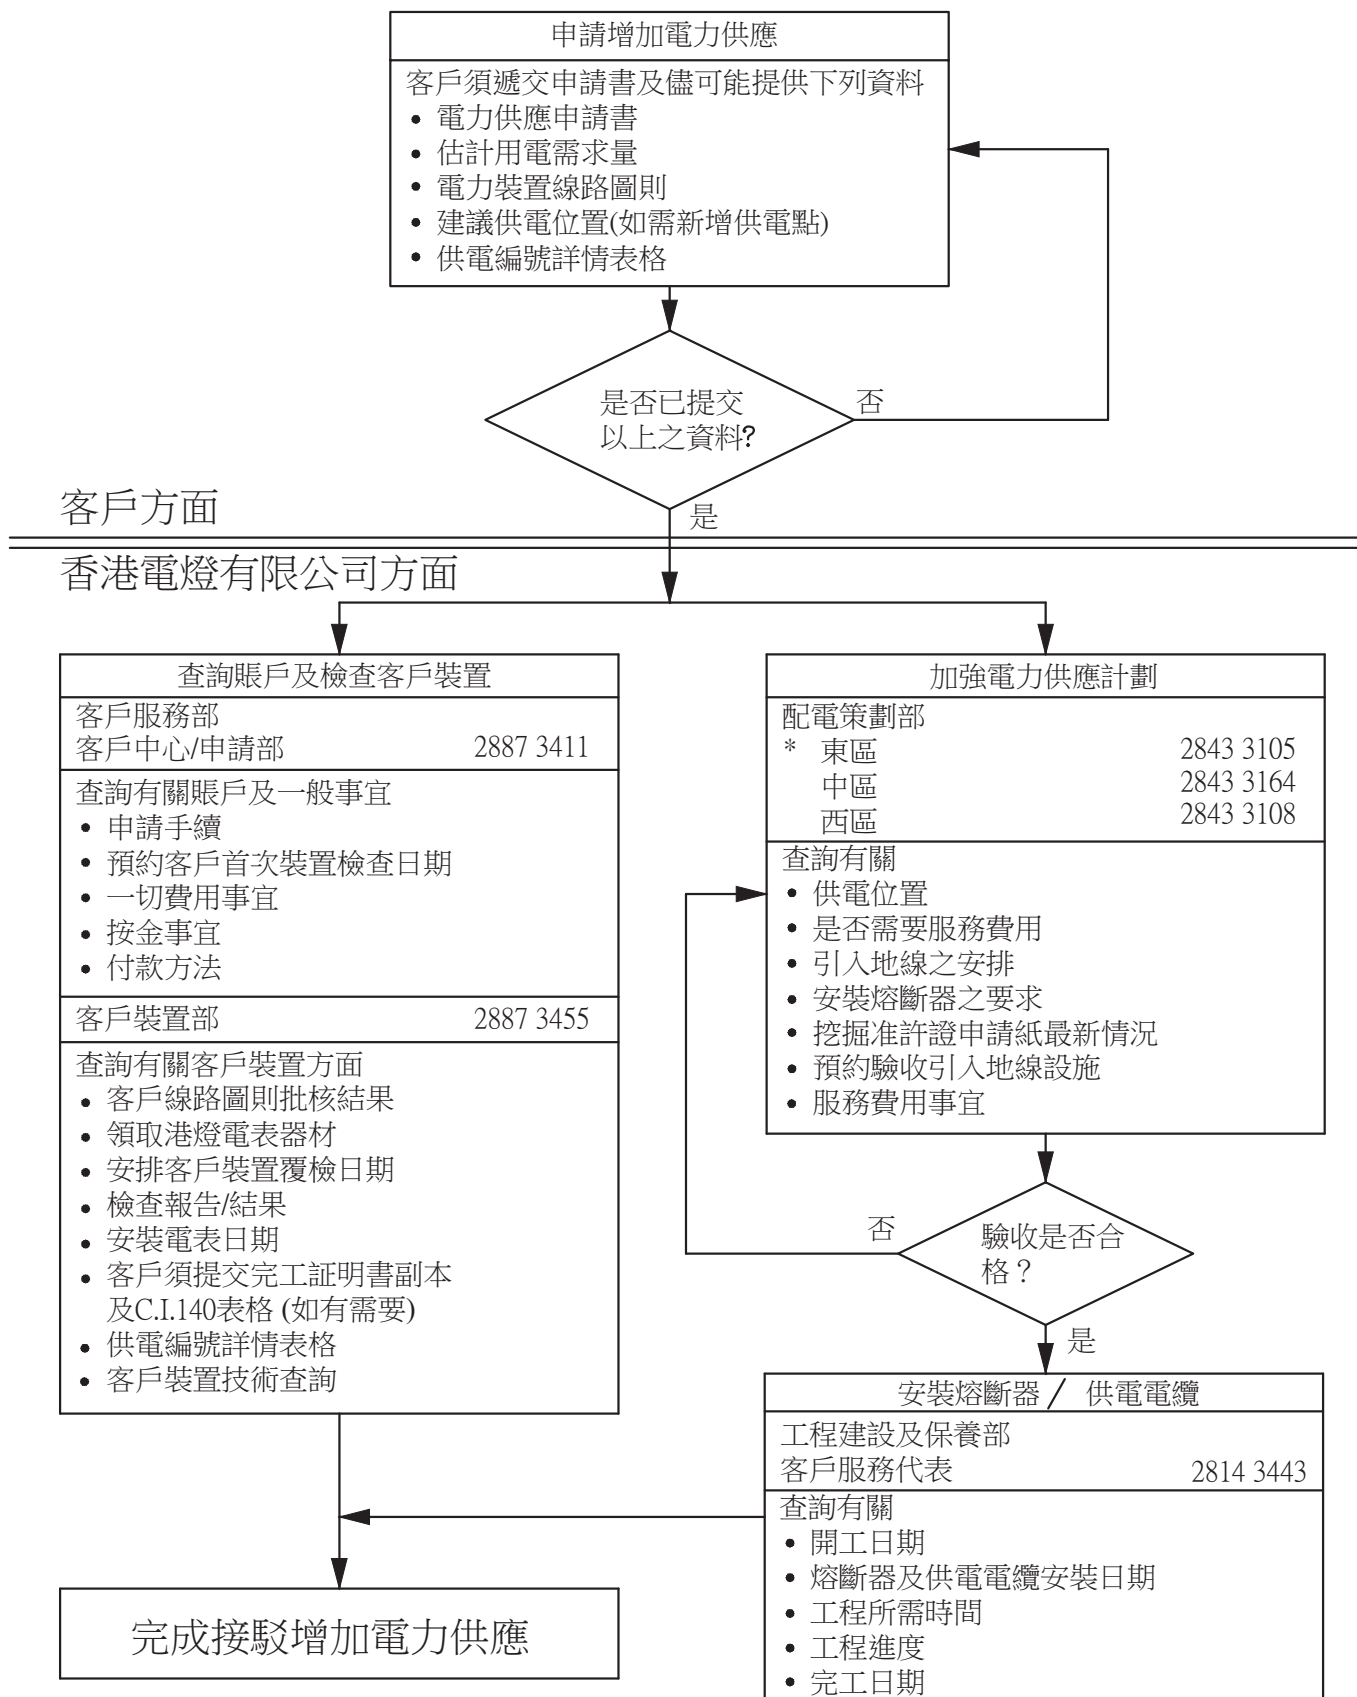 申請增加電力供應
客戶須遞交申請書及儘可能提供下列資料
• 電力供應申請書
• 估計用電需求量
• 電力裝置線路圖則
• 建議供電位置(如需新增供電點)
• 供電編號詳情表格
是否已提交
以上之資料?
否
是
客戶方面
香港電燈有限公司方面
查詢賬戶及檢查客戶裝置
客戶服務部
客戶中心/申請部 2887 3411
查詢有關賬戶及一般事宜
• 申請手續
• 預約客戶首次裝置檢查日期
• 一切費用事宜
• 按金事宜
• 付款方法
客戶裝置部 2887 3455
查詢有關客戶裝置方面
• 客戶線路圖則批核結果
• 領取港燈電表器材
• 安排客戶裝置覆檢日期
• 檢查報告/結果
• 安裝電表日期
• 客戶須提交完工証明書副本
及C.I.140表格 (如有需要)
• 供電編號詳情表格
• 客戶裝置技術查詢
加強電力供應計劃
配電策劃部
* 東區 2843 3105
中區 2843 3164
西區 2843 3108
查詢有關
• 供電位置
• 是否需要服務費用
• 引入地線之安排
• 安裝熔斷器之要求
• 挖掘准許證申請紙最新情況
• 預約驗收引入地線設施
• 服務費用事宜
否
驗收是否合
格？
是
安裝熔斷器 / 供電電纜
工程建設及保養部
客戶服務代表 2814 3443
查詢有關
• 開工日期
• 熔斷器及供電電纜安裝日期
• 工程所需時間
• 工程進度
• 完工日期
完成接駁增加電力供應